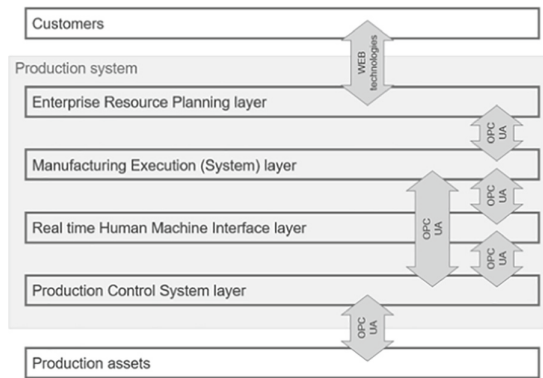 Customers
WEB
technologies
Production system
Enterprise Resource Planning layer
OPC
UA
Manufacturing Execution (System) layer
OPC
UA
OPC
UA
Real time Human Machine Interface layer
OPC
UA
Production Control System layer
OPC
UA
Production assets